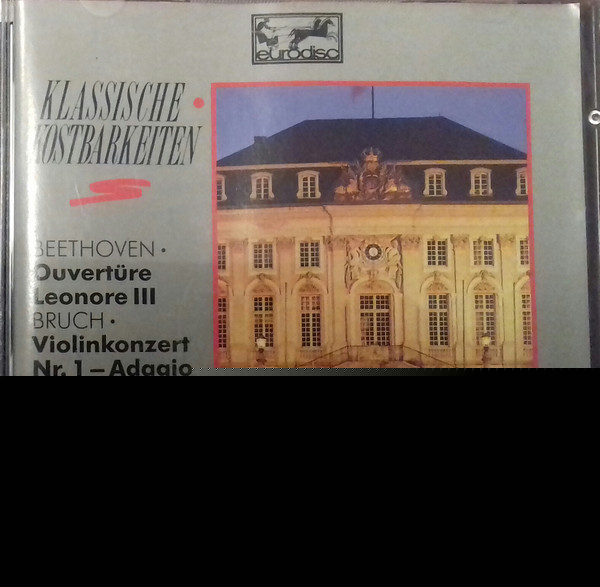 eurodisc
KLASSISCHE
KOSTBARKEITEN
BEETHOVEN •
Ouvertüre
Leonore III
BRUCH •
Violinkonzert
Nr. 1 – Adagio